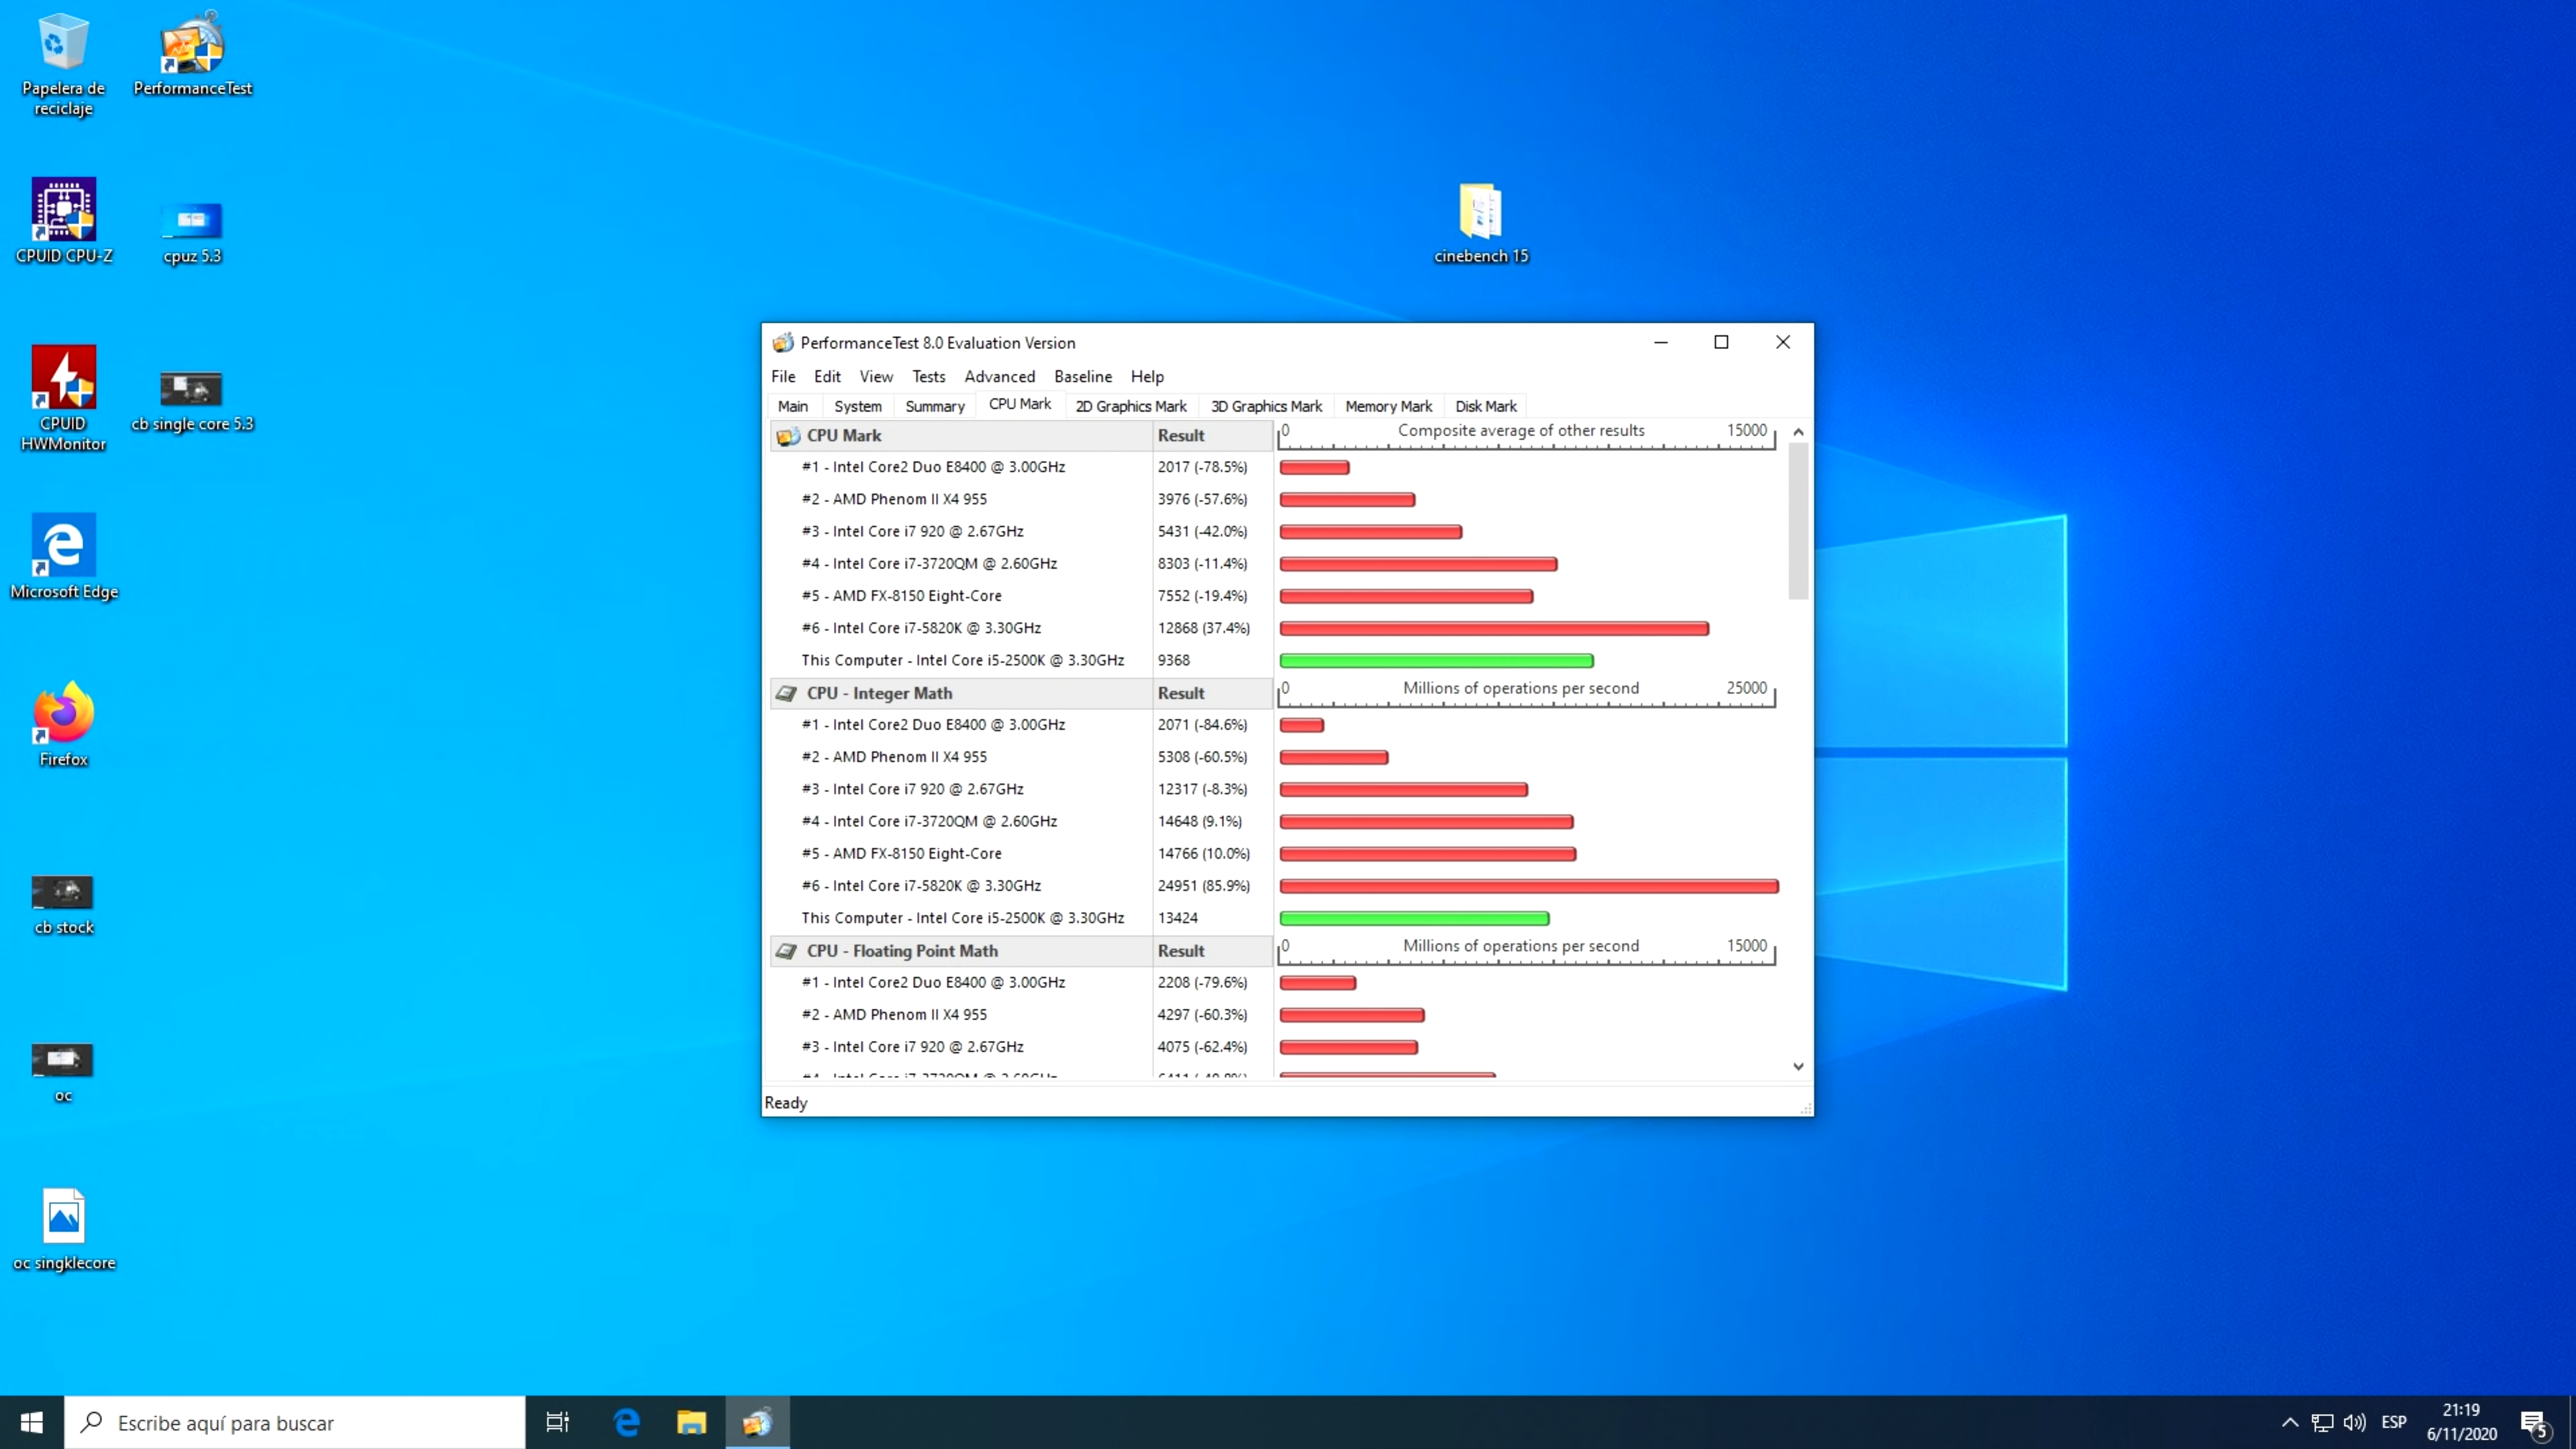 Papelera de
reciclaje
PerformanceTest
CPUID CPU-Z
cpuz 5.3
CPUID
HWMonitor
cb single core 5.3
Microsoft Edge
Firefox
cb stock
oc
oc singklecore
cinebench 15
PerformanceTest 8.0 Evaluation Version
File Edit View Tests Advanced Baseline Help
Main System Summary CPU Mark 2D Graphics Mark 3D Graphics Mark Memory Mark Disk Mark
CPU Mark Result 0 Composite average of other results 15000
#1 - Intel Core2 Duo E8400 @ 3.00GHz 2017 (-78.5%)
#2 - AMD Phenom II X4 955 3976 (-57.6%)
#3 - Intel Core i7 920 @ 2.67GHz 5431 (-42.0%)
#4 - Intel Core i7-3720QM @ 2.60GHz 8303 (-11.4%)
#5 - AMD FX-8150 Eight-Core 7552 (-19.4%)
#6 - Intel Core i7-5820K @ 3.30GHz 12868 (37.4%)
This Computer - Intel Core i5-2500K @ 3.30GHz 9368
CPU - Integer Math Result 0 Millions of operations per second 25000
#1 - Intel Core2 Duo E8400 @ 3.00GHz 2071 (-84.6%)
#2 - AMD Phenom II X4 955 5308 (-60.5%)
#3 - Intel Core i7 920 @ 2.67GHz 12317 (-8.3%)
#4 - Intel Core i7-3720QM @ 2.60GHz 14648 (9.1%)
#5 - AMD FX-8150 Eight-Core 14766 (10.0%)
#6 - Intel Core i7-5820K @ 3.30GHz 24951 (85.9%)
This Computer - Intel Core i5-2500K @ 3.30GHz 13424
CPU - Floating Point Math Result 0 Millions of operations per second 15000
#1 - Intel Core2 Duo E8400 @ 3.00GHz 2208 (-79.6%)
#2 - AMD Phenom II X4 955 4297 (-60.3%)
#3 - Intel Core i7 920 @ 2.67GHz 4075 (-62.4%)
#4 - Intel Core i7-3720QM @ 2.60GHz
Ready
Escribe aquí para buscar
ESP
21:19
6/11/2020
5